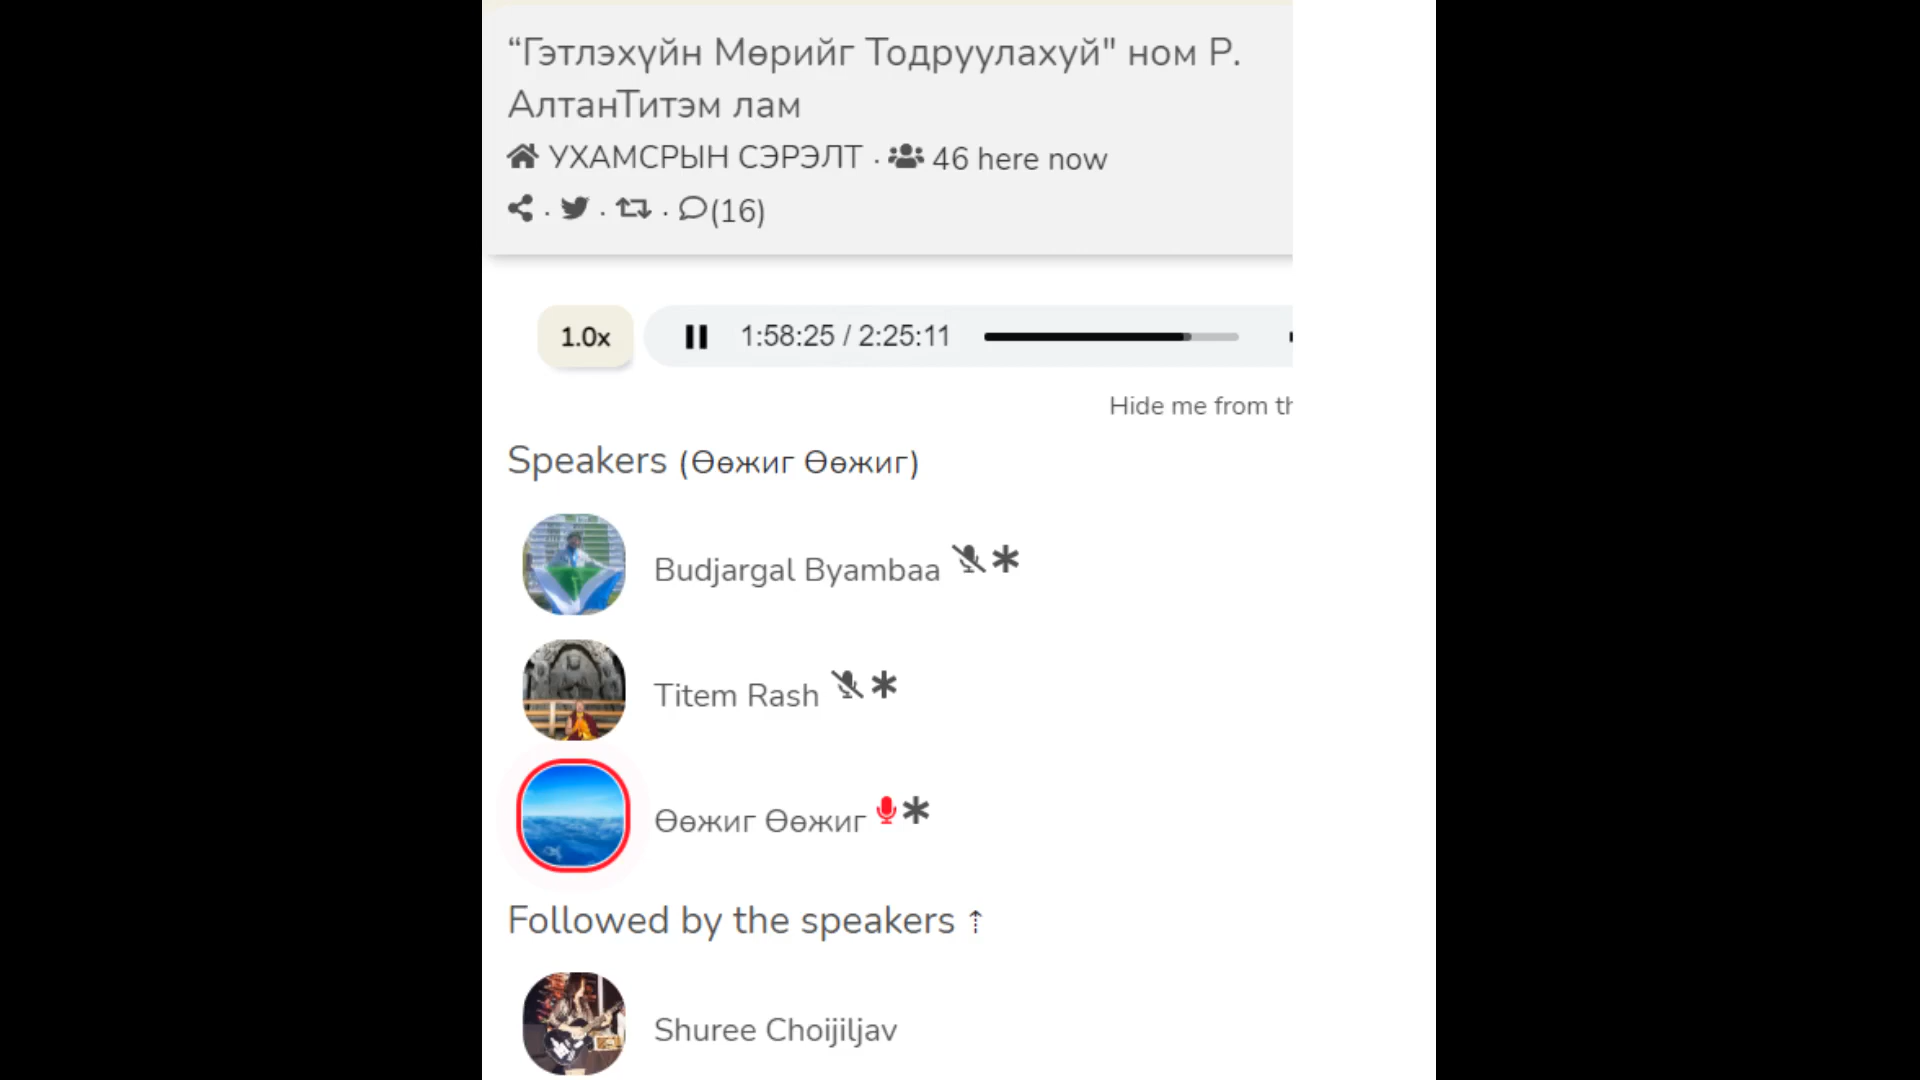 “Гэтлэхүйн Мөрийг Тодруулахуй" ном Р.
АлтанТитэм лам
УХАМСРЫН СЭРЭЛТ · 46 here now
· · · (16)
1.0x 1:58:25 / 2:25:11
Hide me from th
Speakers (Өөжиг Өөжиг)
Budjargal Byambaa
Titem Rash
Өөжиг Өөжиг
Followed by the speakers ⇡
Shuree Choijiljav